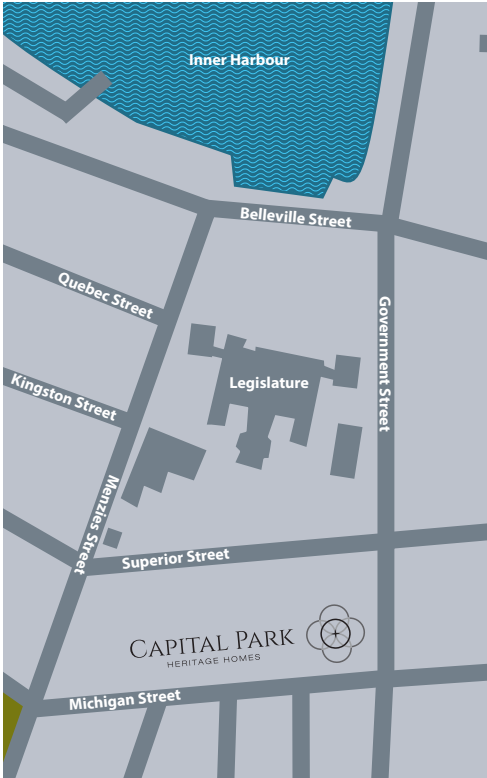 Inner Harbour
Belleville Street
Quebec Street
Government Street
Kingston Street
Legislature
Menzies Street
Superior Street
CAPITAL PARK
HERITAGE HOMES
Michigan Street